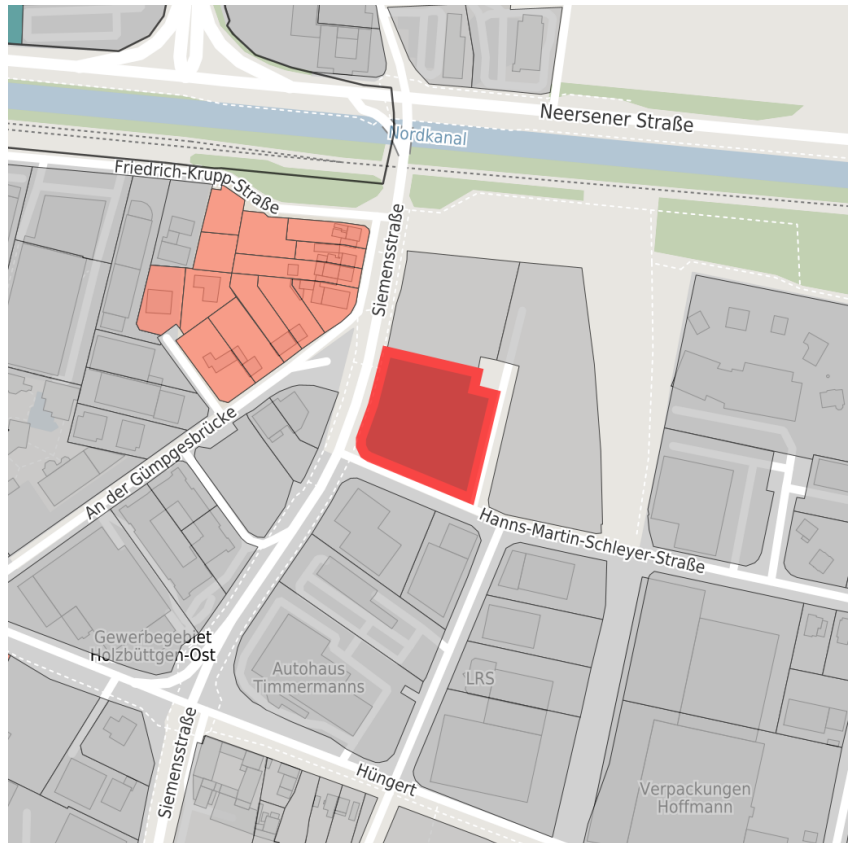 Neersener Straße
Nordkanal
Friedrich-Krupp-Straße
Siemensstraße
An der Gümpgesbrücke
Hanns-Martin-Schleyer-Straße
Gewerbegebiet
Holzbüttgen-Ost
Autohaus
Timmermanns
LRS
Siemensstraße
Hüngert
Verpackungen
Hoffmann